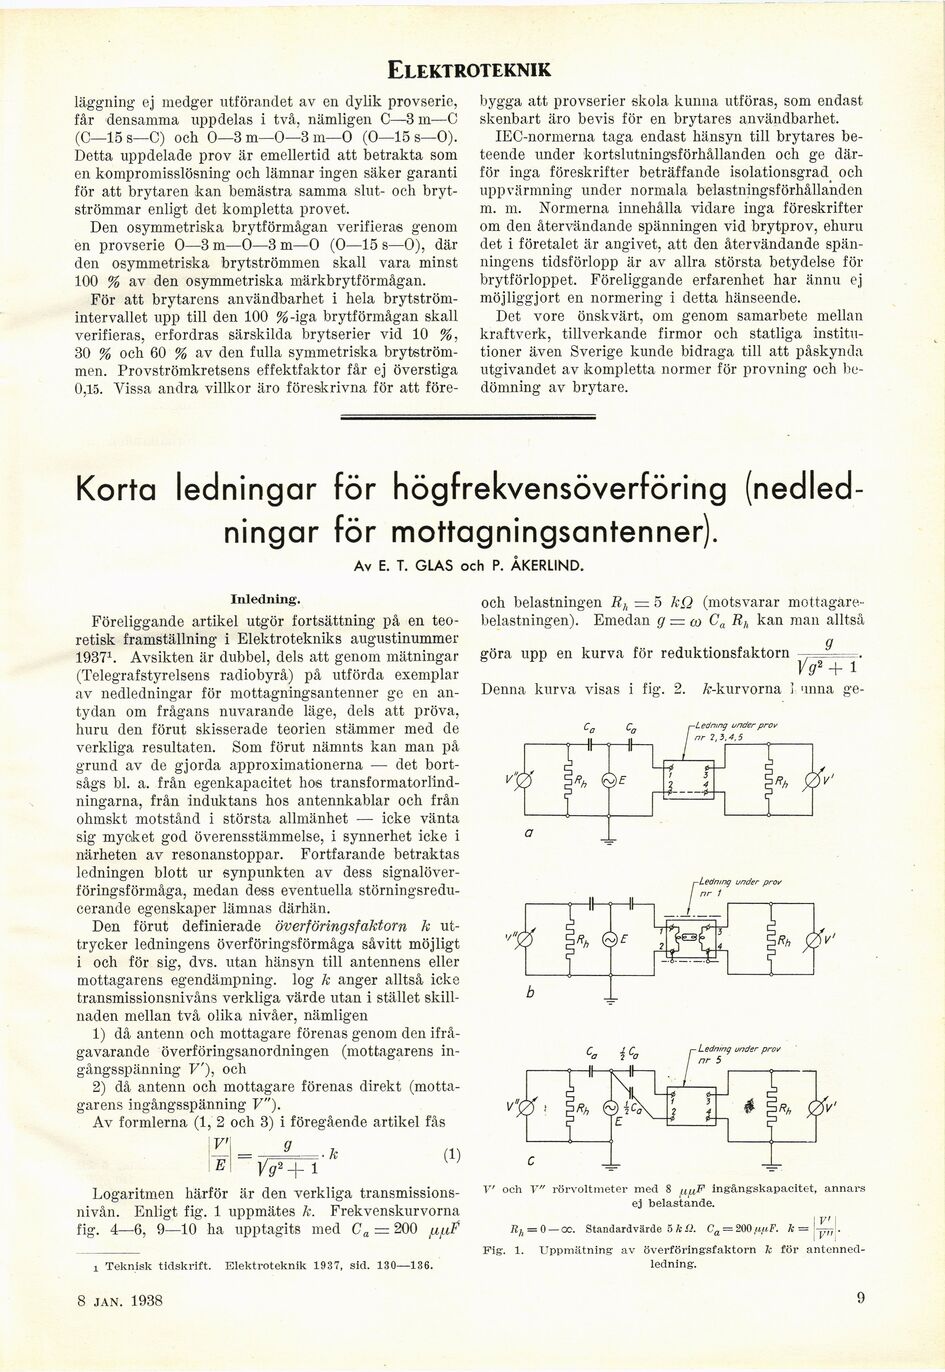 ELEKTROTEKNIK
läggning ej medger utförandet av en dylik provserie,
får densamma uppdelas i två, nämligen C—3 m—C
(C—15 s—C) och O—3 m—O—3 m—O (O—15 s—O).
Detta uppdelade prov är emellertid att betrakta som
en kompromisslösning och lämnar ingen säker garanti
för att brytaren kan bemästra samma slut- och bryt-
strömmar enligt det kompletta provet.
Den osymmetriska brytförmågan verifieras genom
en provserie O—3 m—O—3 m—O (O—15 s—O), där
den osymmetriska brytströmmen skall vara minst
100 % av den osymmetriska märkbrytförmågan.
För att brytarens användbarhet i hela brytström-
intervallet upp till den 100 %-iga brytförmågan skall
verifieras, erfordras särskilda brytserier vid 10 %,
30 % och 60 % av den fulla symmetriska brytström-
men. Provströmkretsens effektfaktor får ej överstiga
0,15. Vissa andra villkor äro föreskrivna för att före-
bygga att provserier skola kunna utföras, som endast
skenbart äro bevis för en brytares användbarhet.
IEC-normerna taga endast hänsyn till brytares be-
teende under kortslutningsförhållanden och ge där-
för inga föreskrifter beträffande isolationsgrad och
uppvärmning under normala belastningsförhållanden
m. m. Normerna innehålla vidare inga föreskrifter
om den återvändande spänningen vid brytprov, ehuru
det i företalet är angivet, att den återvändande spän-
ningens tidsförlopp är av allra största betydelse för
brytförloppet. Föreliggande erfarenhet har ännu ej
möjliggjort en normering i detta hänseende.
Det vore önskvärt, om genom samarbete mellan
kraftverk, tillverkande firmor och statliga institu-
tioner även Sverige kunde bidraga till att påskynda
utgivandet av kompletta normer för provning och be-
dömning av brytare.
Korta ledningar för högfrekvensöverföring (nedled-
ningar för mottagningsantenner).
Av E. T. GLAS och P. ÅKERLIND.
Inledning.
Föreliggande artikel utgör fortsättning på en teo-
retisk framställning i Elektrotekniks augustinummer
1937¹. Avsikten är dubbel, dels att genom mätningar
(Telegrafstyrelsens radiobyrå) på utförda exemplar
av nedledningar för mottagningsantenner ge en an-
tydan om frågans nuvarande läge, dels att pröva,
huru den förut skisserade teorien stämmer med de
verkliga resultaten. Som förut nämnts kan man på
grund av de gjorda approximationerna — det bort-
sågs bl. a. från egenkapacitet hos transformatorlind-
ningarna, från induktans hos antennkablar och från
ohmskt motstånd i största allmänhet — icke vänta
sig mycket god överensstämmelse, i synnerhet icke i
närheten av resonanstoppar. Fortfarande betraktas
ledningen blott ur synpunkten av dess signalöver-
föringsförmåga, medan dess eventuella störningsredu-
cerande egenskaper lämnas därhän.
Den förut definierade överföringsfaktorn k ut-
trycker ledningens överföringsförmåga såvitt möjligt
i och för sig, dvs. utan hänsyn till antennens eller
mottagarens egendämpning. log k anger alltså icke
transmissionsnivåns verkliga värde utan i stället skill-
naden mellan två olika nivåer, nämligen
1) då antenn och mottagare förenas genom den ifrå-
gavarande överföringsanordningen (mottagarens in-
gångsspänning V'), och
2) då antenn och mottagare förenas direkt (motta-
garens ingångsspänning V'').
Av formlerna (1, 2 och 3) i föregående artikel fås
|V'/E| = g/√(g² + 1) · k (1)
Logaritmen härför är den verkliga transmissions-
nivån. Enligt fig. 1 uppmätes k. Frekvenskurvorna
fig. 4—6, 9—10 ha upptagits med Ca = 200 μμF
1 Teknisk tidskrift. Elektroteknik 1937, sid. 130—136.
och belastningen Rh = 5 kΩ (motsvarar mottagare-
belastningen). Emedan g = ω Ca Rh kan man alltså
göra upp en kurva för reduktionsfaktorn g/√(g² + 1).
Denna kurva visas i fig. 2. k-kurvorna unna ge-
Ca Ca Ledning under prov
nr 2,3,4,5
V'' Rh E 1 2 3 4 Rh V'
a
Ledning under prov
nr 1
V'' Rh E 1 2 3 4 Rh V'
b
Ca ½ Ca Ledning under prov
nr 5
V'' Rh E ½Ca 1 2 3 4 Rh V'
c
V' och V'' rörvoltmeter med 8 μμF ingångskapacitet, annars
ej belastande.
Rh = 0 — ∞. Standardvärde 5 kΩ. Ca = 200 μμF. k = |V'/V''|.
Fig. 1. Uppmätning av överföringsfaktorn k för antenned-
ledning.
8 JAN. 1938
9